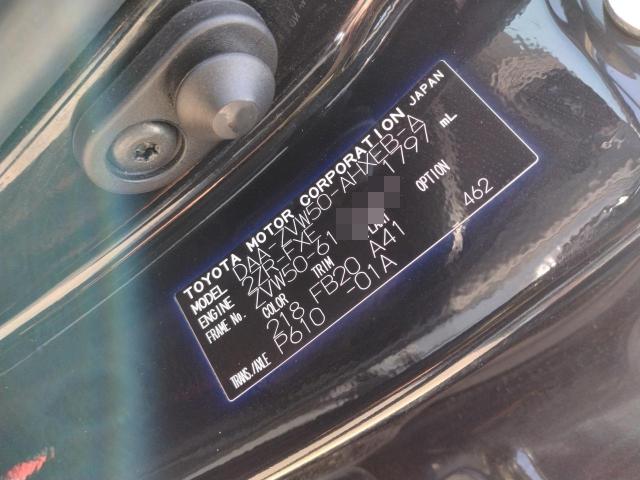 TOYOTA MOTOR CORPORATION JAPAN
MODEL DAA-ZVW50-AHXEB-A
ENGINE 2ZR-FXE 1797 mL
FRAME No. ZVW50-61
COLOR TRIM PLANT OPTION
218 FB20 A41 462
TRANS./AXLE P610 01A